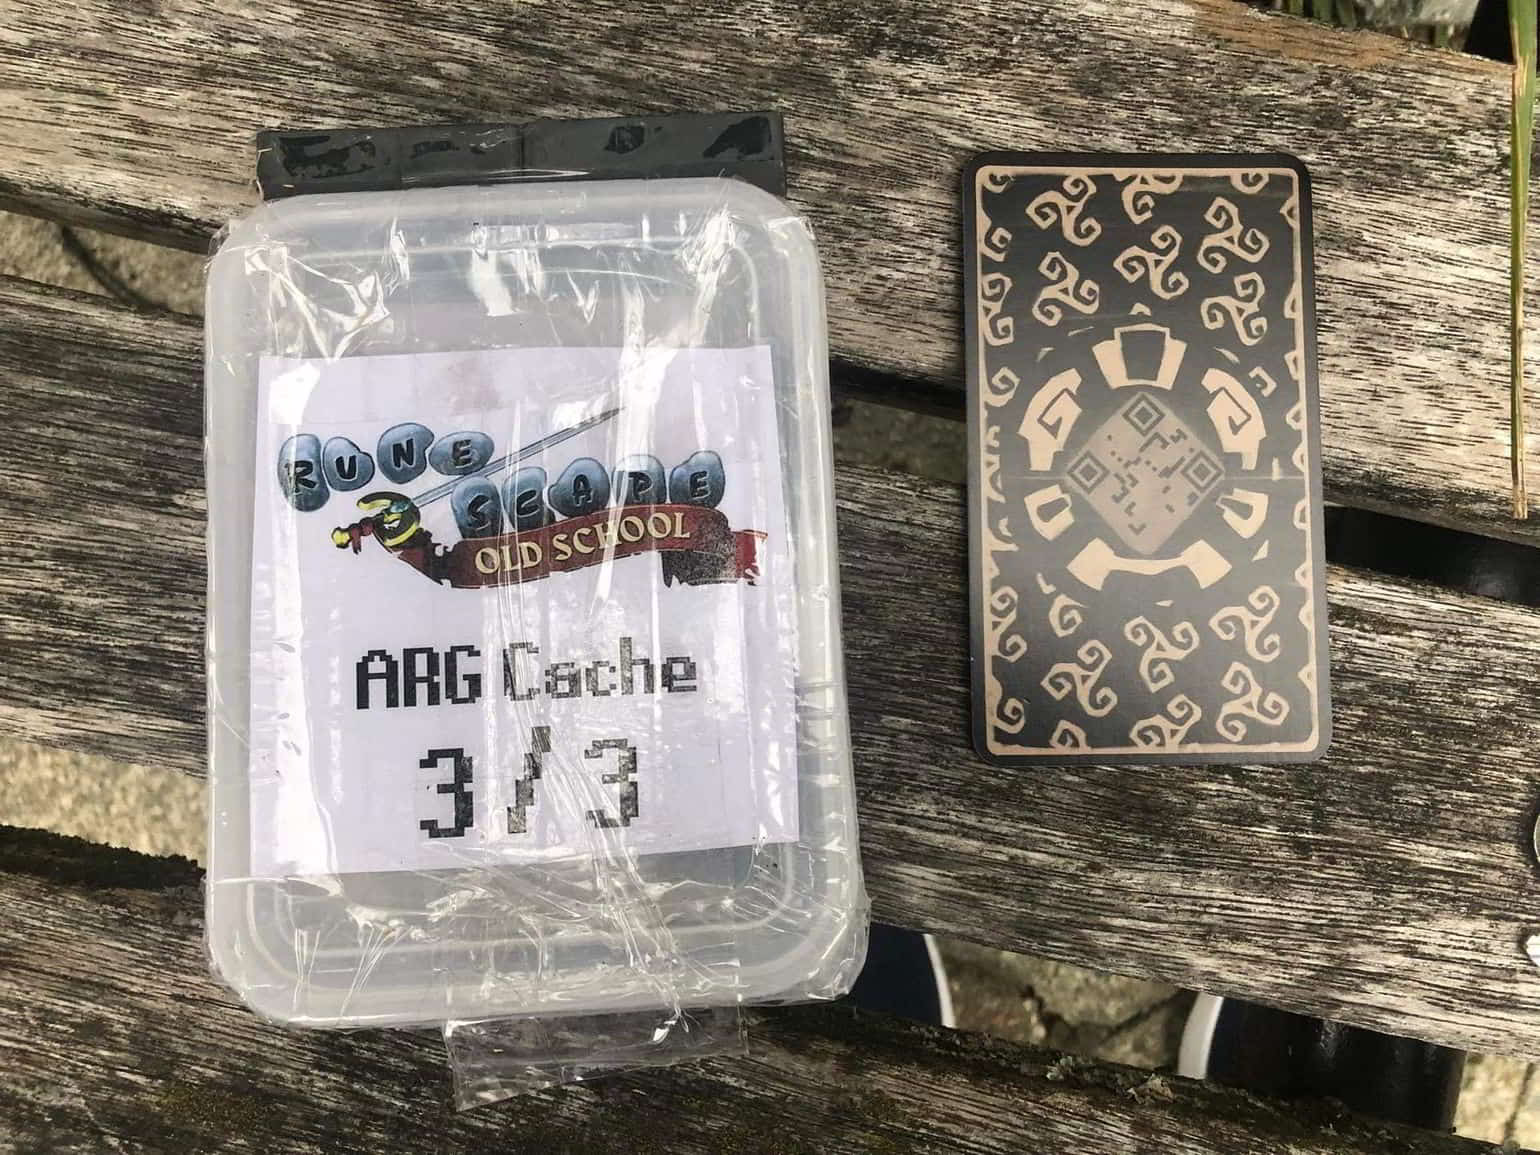 RUNE
SCAPE
OLD SCHOOL
ARG Cache
3/3